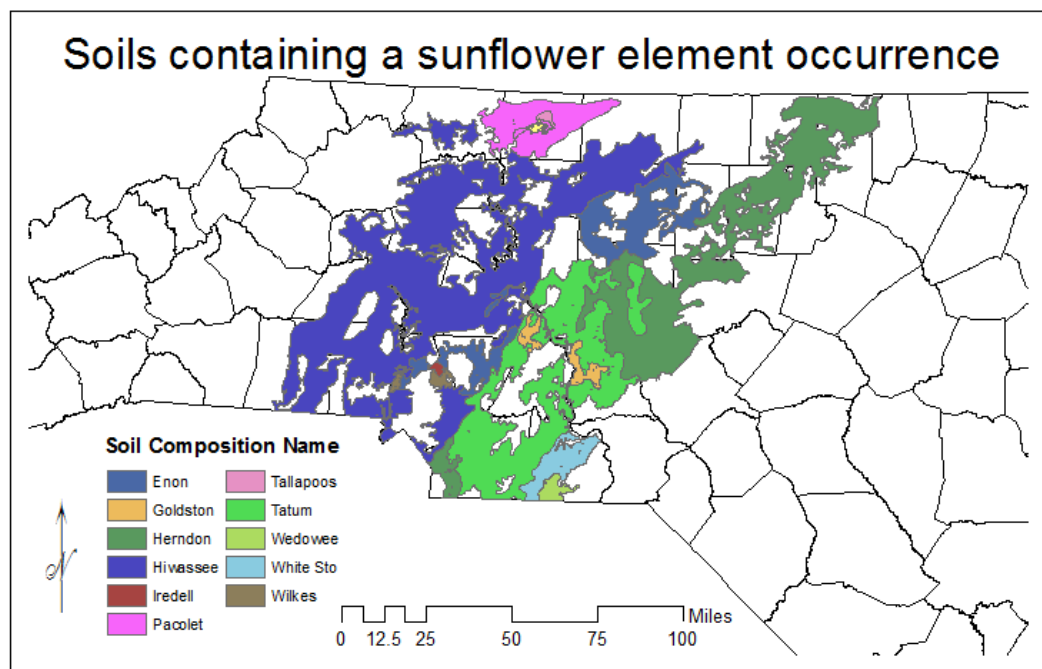 Soils containing a sunflower element occurrence
Soil Composition Name
Enon
Goldston
Herndon
Hiwassee
Iredell
Pacolet
Tallapoos
Tatum
Wedowee
White Sto
Wilkes
N
Miles
0 12.5 25 50 75 100